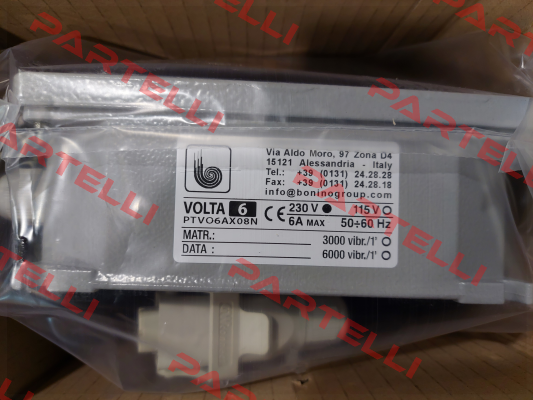 Via Aldo Moro, 97 Zona D4
15121 Alessandria - Italy
Tel.: +39 (0131) 24.28.28
Fax: +39 (0131) 24.28.18
info@boninogroup.com
VOLTA 6 CE 230 V ● 115 V ○
PTVO6AX08N 6A MAX 50÷60 Hz
MATR.: 3000 vibr./1' ○
DATA : 6000 vibr./1' ○
PARTELLI
PARTELLI
PARTELLI
PARTELLI
PARTELLI
PARTELLI